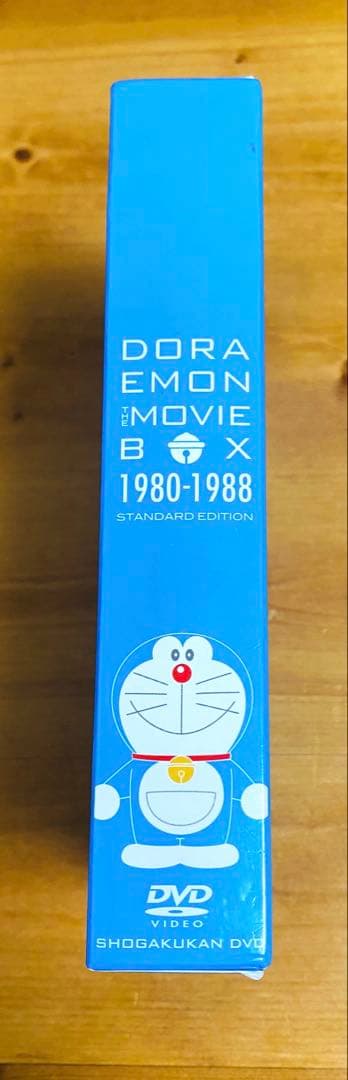 DORA
EMON
THE MOVIE
B X
1980-1988
STANDARD EDITION
DVD
VIDEO
SHOGAKUKAN DVD